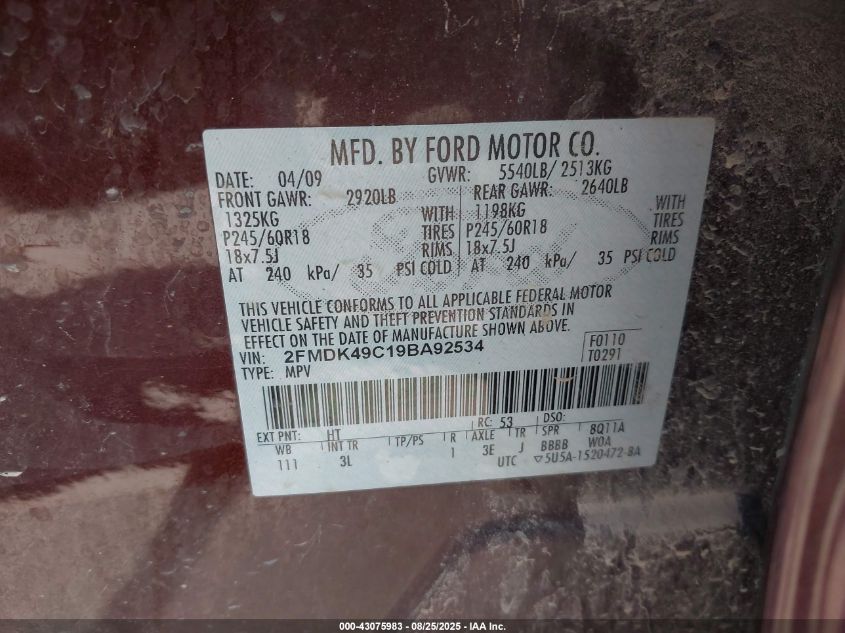 MFD. BY FORD MOTOR CO.
DATE: 04/09 GVWR: 5540LB/ 2513KG
FRONT GAWR: 2920LB REAR GAWR: 2640LB
1325KG WITH 1198KG WITH
P245/60R18 TIRES P245/60R18 TIRES
18x7.5J RIMS 18x7.5J RIMS
AT 240 kPa/ 35 PSI COLD AT 240 kPa/ 35 PSI COLD
THIS VEHICLE CONFORMS TO ALL APPLICABLE FEDERAL MOTOR
VEHICLE SAFETY AND THEFT PREVENTION STANDARDS IN
EFFECT ON THE DATE OF MANUFACTURE SHOWN ABOVE.
VIN: 2FMDK49C19BA92534 F0110
TYPE: MPV T0291
EXT PNT: HT RC: 53 DSO:
WB INT TR TP/PS R AXLE TR SPR 8Q11A
111 3L 1 3E J BBBB W0A
UTC ▽5U5A-1520472-BA
000-43075983 - 08/25/2025 - IAA Inc.